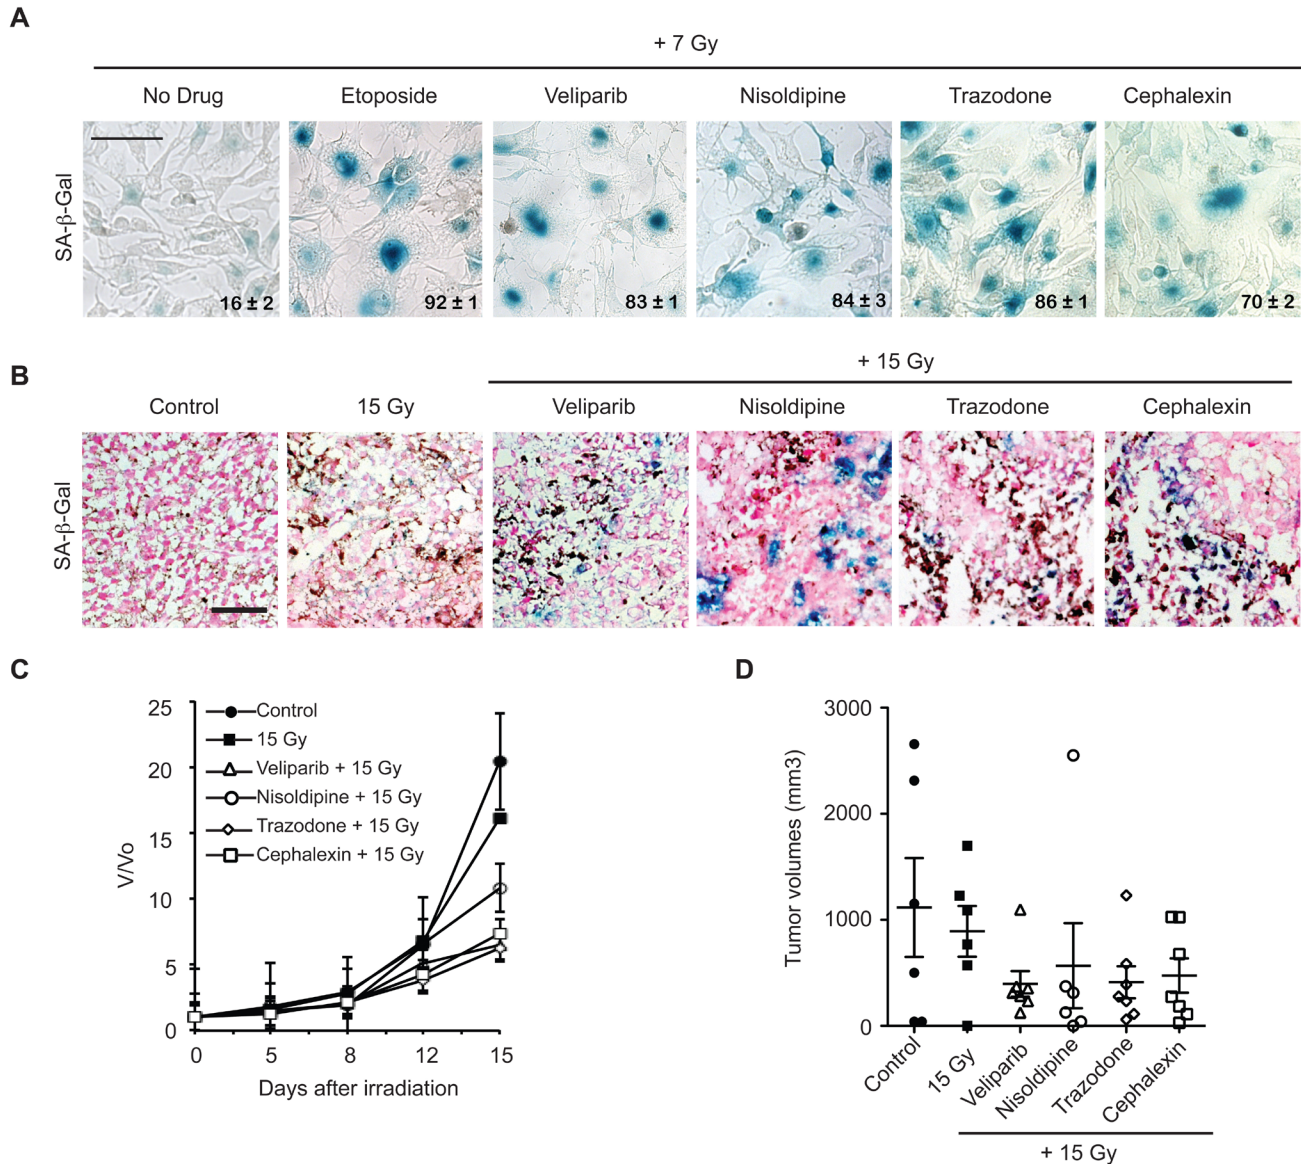 A
+ 7 Gy
No Drug Etoposide Veliparib Nisoldipine Trazodone Cephalexin
SA-β-Gal
16 ± 2 92 ± 1 83 ± 1 84 ± 3 86 ± 1 70 ± 2
B
+ 15 Gy
Control 15 Gy Veliparib Nisoldipine Trazodone Cephalexin
SA-β-Gal
C
V/Vo
25
20
15
10
5
0
Control
15 Gy
Veliparib + 15 Gy
Nisoldipine + 15 Gy
Trazodone + 15 Gy
Cephalexin + 15 Gy
0 5 8 12 15
Days after irradiation
D
Tumor volumes (mm3)
3000
2000
1000
0
Control 15 Gy Veliparib Nisoldipine Trazodone Cephalexin
+ 15 Gy